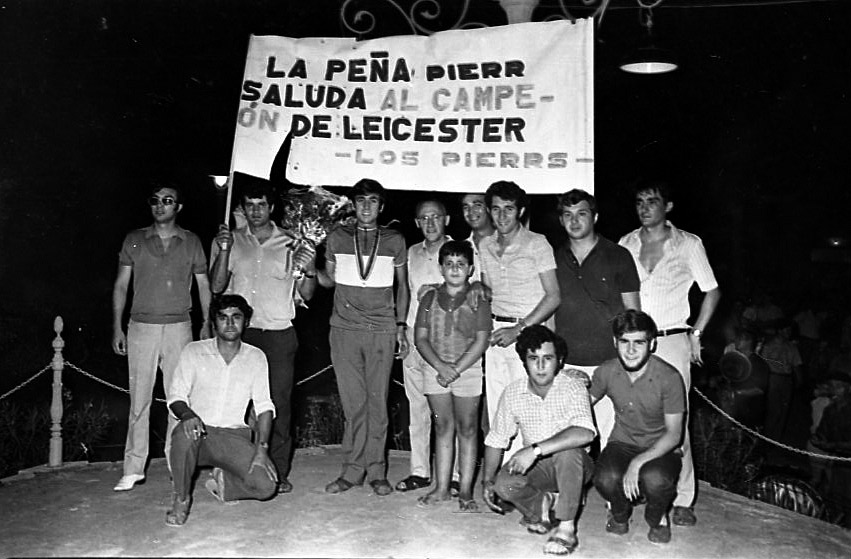 LA PEÑA PIERR
SALUDA AL CAMPE-
ÓN DE LEICESTER
-LOS PIERRS-